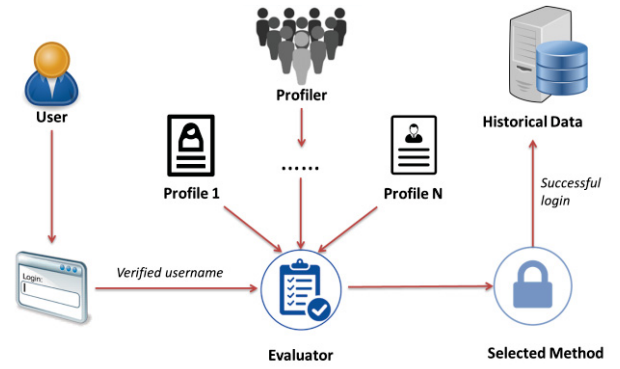 Profiler
User
Historical Data
......
Profile 1
Profile N
Successful
login
Login:
Verified username
Evaluator
Selected Method